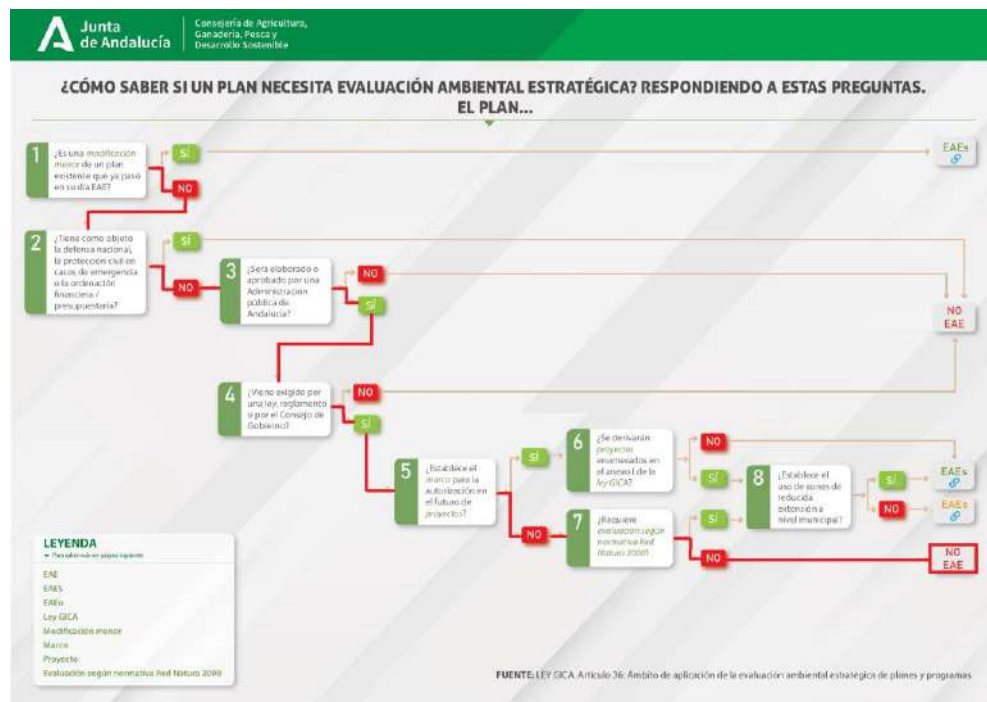 Junta
de Andalucía
Consejería de Agricultura,
Ganadería, Pesca y
Desarrollo Sostenible
¿CÓMO SABER SI UN PLAN NECESITA EVALUACIÓN AMBIENTAL ESTRATÉGICA? RESPONDIENDO A ESTAS PREGUNTAS.
EL PLAN...
1
¿Es una modificación
menor de un plan
existente que ya pasó
en su día EAE?
SÍ
NO
EAEs
2
¿Tiene como objeto
la defensa nacional,
la protección civil en
casos de emergencia
o la ordenación
financiera /
presupuestaria?
SÍ
NO
3
¿Será elaborado o
aprobado por una
Administración
pública de
Andalucía?
NO
SÍ
NO
EAE
4
¿Viene exigido por
una ley, reglamento
o por el Consejo de
Gobierno?
NO
SÍ
5
¿Establece el
marco para la
autorización en
el futuro de
proyectos?
SÍ
NO
6
¿Se derivarán
proyectos
enumerados en
el anexo I de la
ley GICA?
NO
SÍ
7
¿Requiere
evaluación según
normativa Red
Natura 2000?
SÍ
NO
8
¿Establece el
uso de zonas de
reducida
extensión a
nivel municipal?
SÍ
NO
EAEs
EAEo
NO
EAE
LEYENDA
Para saber más en página siguiente
EAE
EAES
EAEo
Ley GICA
Modificación menor
Marco
Proyecto
Evaluación según normativa Red Natura 2000
FUENTE: LEY GICA. Artículo 36: Ámbito de aplicación de la evaluación ambiental estratégica de planes y programas